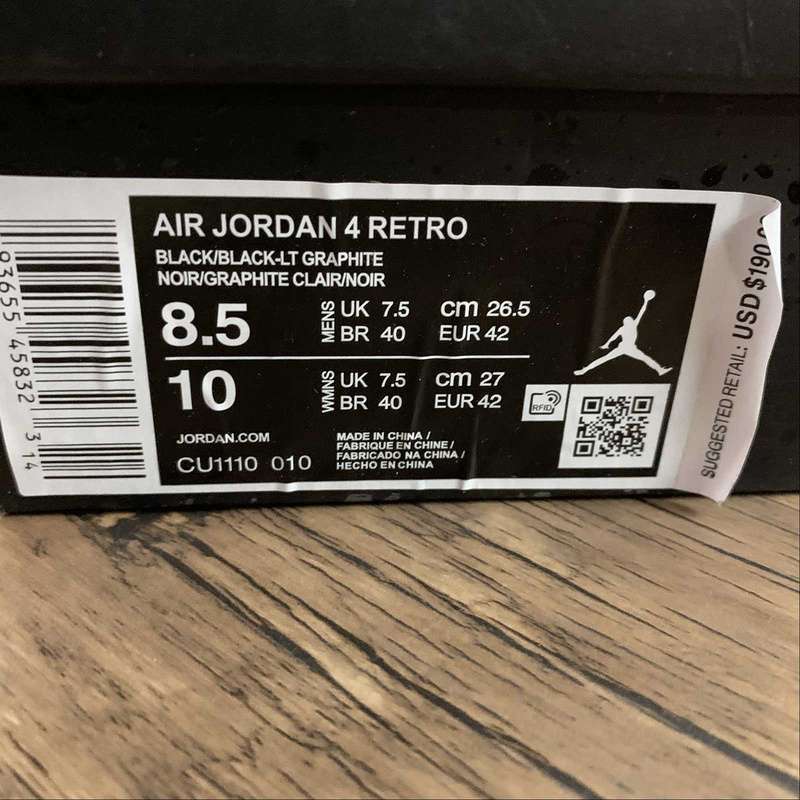 AIR JORDAN 4 RETRO
BLACK/BLACK-LT GRAPHITE
NOIR/GRAPHITE CLAIR/NOIR
8.5
MENS
UK 7.5 cm 26.5
BR 40 EUR 42
10
WMNS
UK 7.5 cm 27
BR 40 EUR 42
RFID
JORDAN.COM
CU1110 010
MADE IN CHINA /
FABRIQUE EN CHINE /
FABRICADO NA CHINA /
HECHO EN CHINA
93655 45832 314
SUGGESTED RETAIL: USD $190